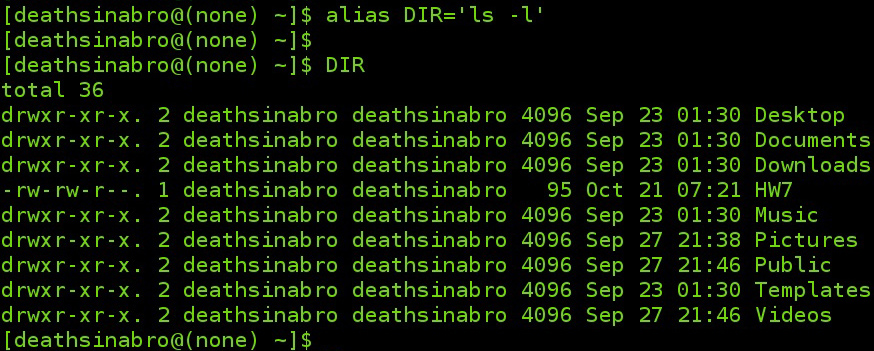 [deathsinabro@(none) ~]$ alias DIR='ls -l'
[deathsinabro@(none) ~]$
[deathsinabro@(none) ~]$ DIR
total 36
drwxr-xr-x. 2 deathsinabro deathsinabro 4096 Sep 23 01:30 Desktop
drwxr-xr-x. 2 deathsinabro deathsinabro 4096 Sep 23 01:30 Documents
drwxr-xr-x. 2 deathsinabro deathsinabro 4096 Sep 23 01:30 Downloads
-rw-rw-r--. 1 deathsinabro deathsinabro   95 Oct 21 07:21 HW7
drwxr-xr-x. 2 deathsinabro deathsinabro 4096 Sep 23 01:30 Music
drwxr-xr-x. 2 deathsinabro deathsinabro 4096 Sep 27 21:38 Pictures
drwxr-xr-x. 2 deathsinabro deathsinabro 4096 Sep 27 21:46 Public
drwxr-xr-x. 2 deathsinabro deathsinabro 4096 Sep 23 01:30 Templates
drwxr-xr-x. 2 deathsinabro deathsinabro 4096 Sep 27 21:46 Videos
[deathsinabro@(none) ~]$